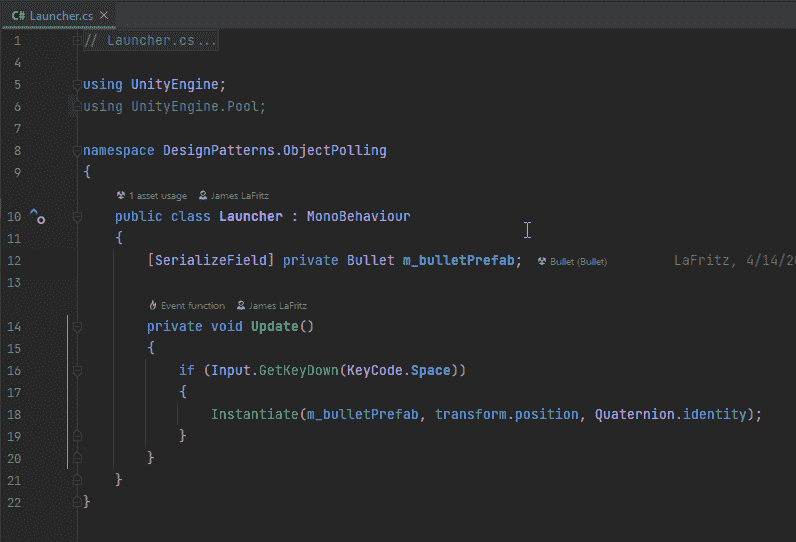 C# Launcher.cs ×
1 // Launcher.cs...
4
5 using UnityEngine;
6 using UnityEngine.Pool;
7
8 namespace DesignPatterns.ObjectPolling
9 {
1 asset usage James LaFritz
10 public class Launcher : MonoBehaviour
11 {
12 [SerializeField] private Bullet m_bulletPrefab; Bullet (Bullet) LaFritz, 4/14/20
13
Event function James LaFritz
14 private void Update()
15 {
16 if (Input.GetKeyDown(KeyCode.Space))
17 {
18 Instantiate(m_bulletPrefab, transform.position, Quaternion.identity);
19 }
20 }
21 }
22 }